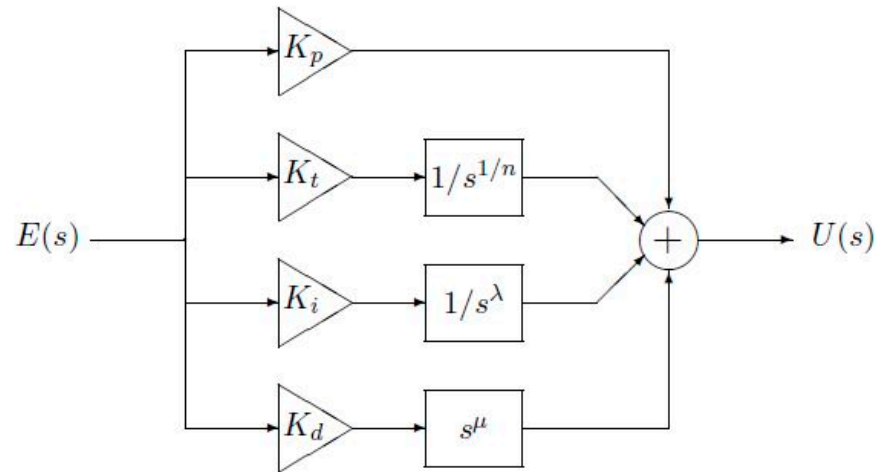 K_p
K_t
1/s^{1/n}
E(s)
+
U(s)
K_i
1/s^λ
K_d
s^μ